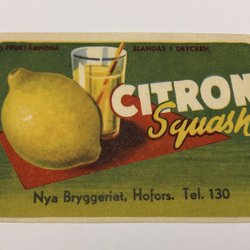 FRUKTÄMNENA BLANDAS I DRYCKEN
CITRON
Squash
Nya Bryggeriet, Hofors. Tel. 130